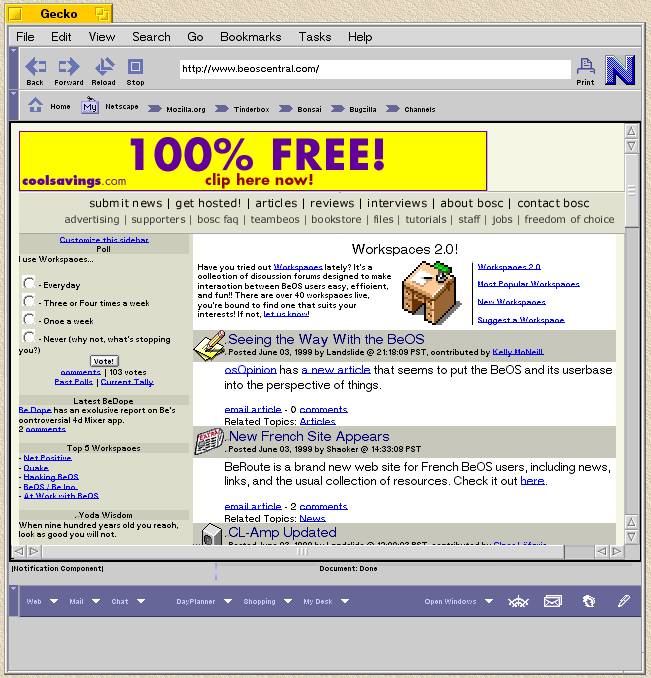 Gecko
File Edit View Search Go Bookmarks Tasks Help
Back Forward Reload Stop
http://www.beoscentral.com/
Print
N
Home My Netscape Mozilla.org Tinderbox Bonsai Bugzilla Channels
100% FREE!
coolsavings.com clip here now!
submit news | get hosted! | articles | reviews | interviews | about bosc | contact bosc
advertising | supporters | bosc faq | teambeos | bookstore | files | tutorials | staff | jobs | freedom of choice
Customize this sidebar
Poll
I use Workspaces...
- Everyday
- Three or Four times a week
- Once a week
- Never (why not, what's stopping
you?)
Vote!
comments | 103 votes
Past Polls | Current Tally
Latest BeDope
Be Dope has an exclusive report on Be's
controversial 4d Mixer app.
2 comments
Top 5 Workspaces
- Net Positive
- Quake
- Hacking BeOS
- BeOS / Be Inc.
- At Work with BeOS
.Yoda Wisdom
When nine hundred years old you reach,
look as good you will not.
Workspaces 2.0!
Have you tried out Workspaces lately? It's a
collection of discussion forums designed to make
interaction between BeOS users easy, efficient,
and fun!! There are over 40 workspaces live,
you're bound to find one that suits your
interests! If not, let us know!
Workspaces 2.0
Most Popular Workspaces
New Workspaces
Suggest a Workspace
.Seeing the Way With the BeOS
.Posted June 03, 1999 by Landslide @ 21:18:09 PST, contributed by Kelly McNeill.
osOpinion has a new article that seems to put the BeOS and its userbase
into the perspective of things.
email article - 0 comments
Related Topics: Articles
EXTRA
.New French Site Appears
.Posted June 03, 1999 by Shacker @ 14:33:08 PST
BeRoute is a brand new web site for French BeOS users, including news,
links, and the usual collection of resources. Check it out here.
email article - 2 comments
Related Topics: News
.CL-Amp Updated
(Notification Component) Document: Done
Web Mail Chat DayPlanner Shopping My Desk Open Windows